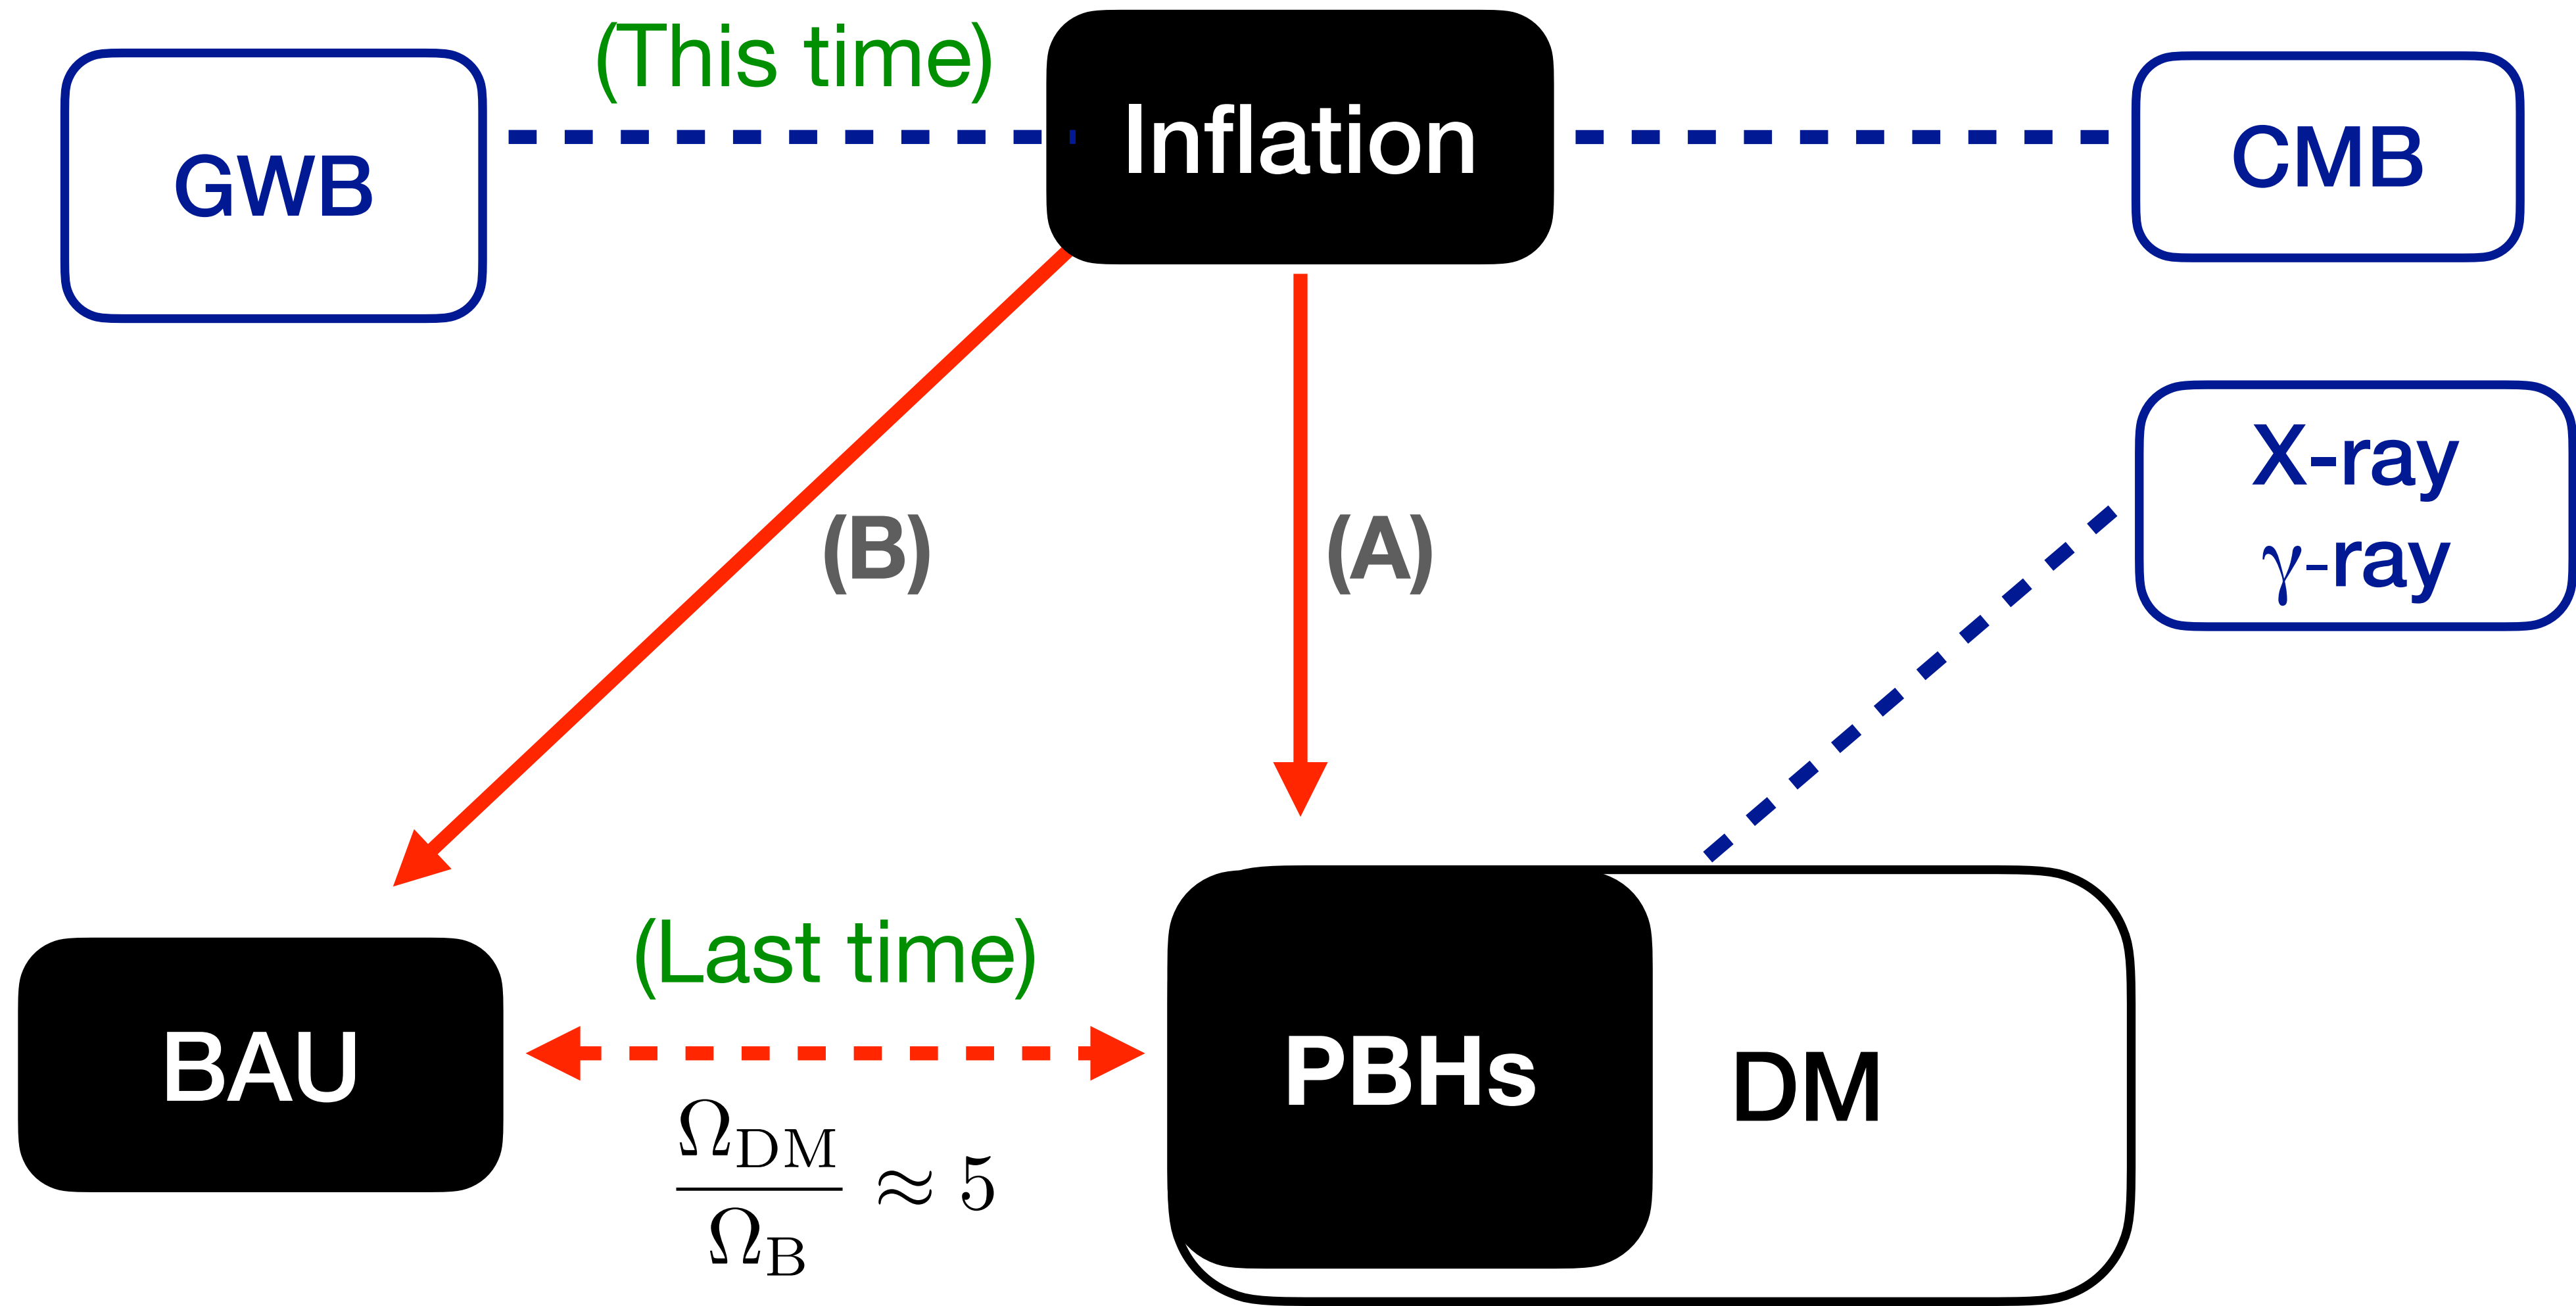 (This time)
GWB
Inflation
CMB
X-ray
γ-ray
(B)
(A)
(Last time)
BAU
PBHs
DM
Ω_DM / Ω_B ≈ 5